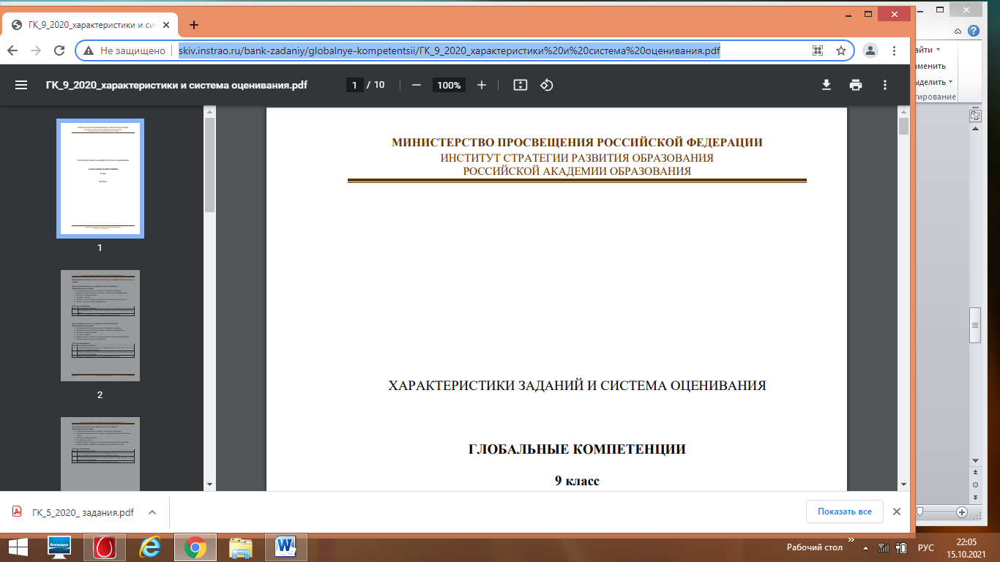 ГК_9_2020_характеристики и сис
Не защищено
skiv.instrao.ru/bank-zadaniy/globalnye-kompetentsii/ГК_9_2020_характеристики%20и%20система%20оценивания.pdf
айти
аменить
ыделить
тирование
ГК_9_2020_характеристики и система оценивания.pdf
1 / 10
100%
МИНИСТЕРСТВО ПРОСВЕЩЕНИЯ РОССИЙСКОЙ ФЕДЕРАЦИИ
ИНСТИТУТ СТРАТЕГИИ РАЗВИТИЯ ОБРАЗОВАНИЯ
РОССИЙСКОЙ АКАДЕМИИ ОБРАЗОВАНИЯ
ХАРАКТЕРИСТИКИ ЗАДАНИЙ И СИСТЕМА ОЦЕНИВАНИЯ
ГЛОБАЛЬНЫЕ КОМПЕТЕНЦИИ
9 класс
1
2
ГК_5_2020_ задания.pdf
Показать все
lenovo
Рабочий стол
РУС
22:05
15.10.2021